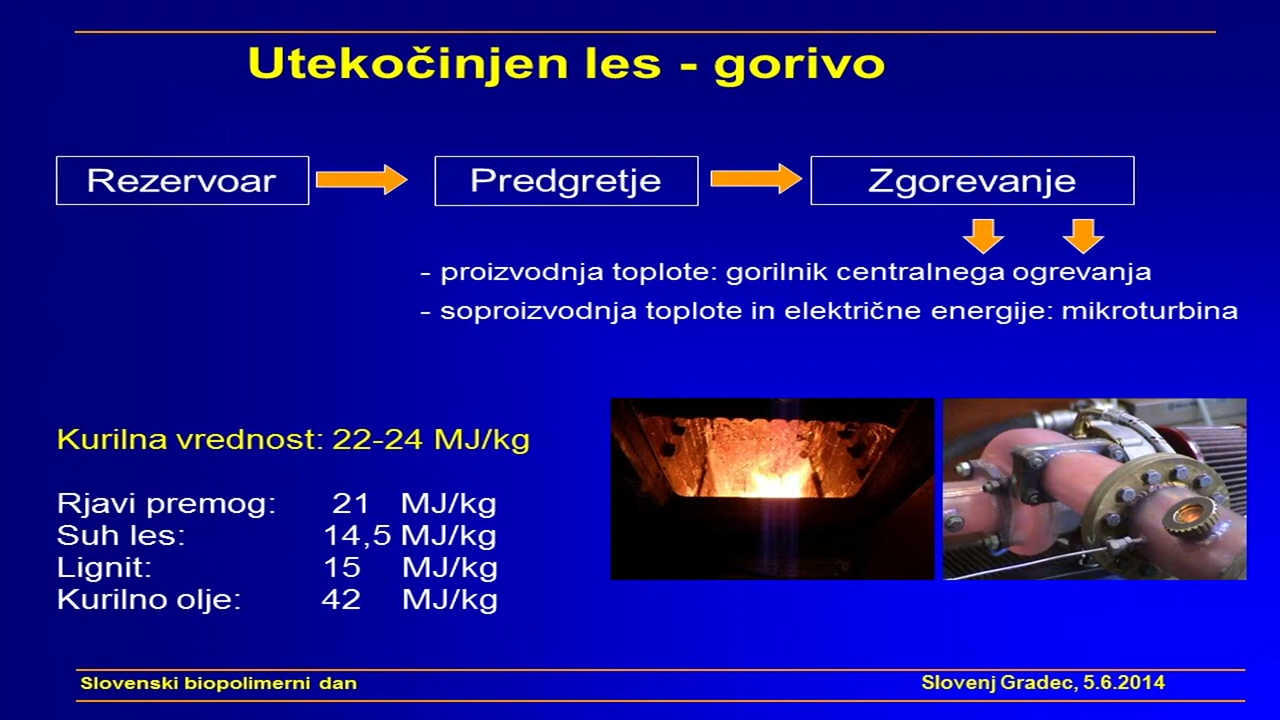 Utekočinjen les - gorivo
Rezervoar
Predgretje
Zgorevanje
- proizvodnja toplote: gorilnik centralnega ogrevanja
- soproizvodnja toplote in električne energije: mikroturbina
Kurilna vrednost: 22-24 MJ/kg
Rjavi premog: 21 MJ/kg
Suh les: 14,5 MJ/kg
Lignit: 15 MJ/kg
Kurilno olje: 42 MJ/kg
Slovenski biopolimerni dan
Slovenj Gradec, 5.6.2014